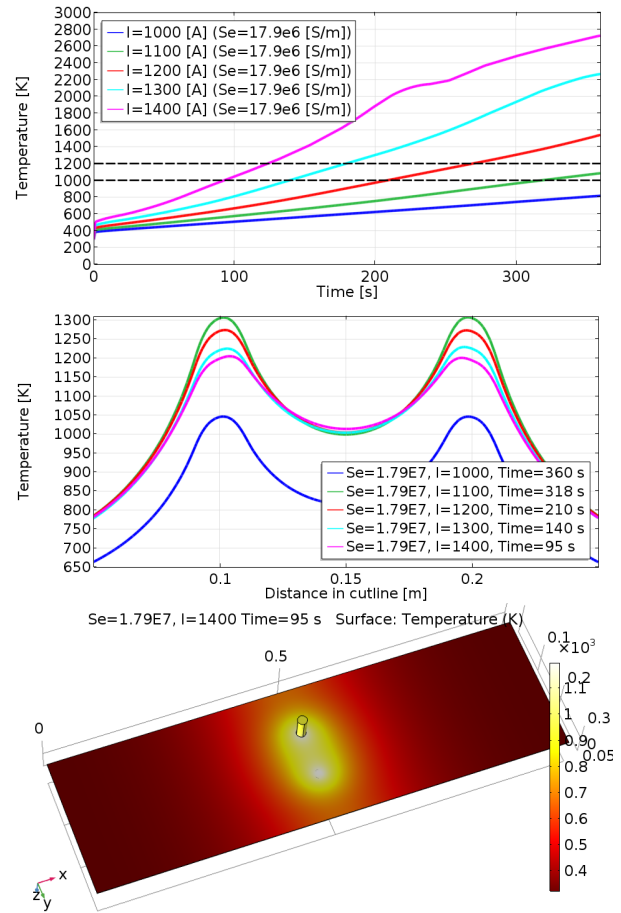 3000
2800
2600
2400
2200
2000
1800
1600
1400
1200
1000
800
600
400
200
0
Temperature [K]
I=1000 [A] (Se=17.9e6 [S/m])
I=1100 [A] (Se=17.9e6 [S/m])
I=1200 [A] (Se=17.9e6 [S/m])
I=1300 [A] (Se=17.9e6 [S/m])
I=1400 [A] (Se=17.9e6 [S/m])
0 100 200 300
Time [s]
1300
1250
1200
1150
1100
1050
1000
950
900
850
800
750
700
650
Temperature [K]
Se=1.79E7, I=1000, Time=360 s
Se=1.79E7, I=1100, Time=318 s
Se=1.79E7, I=1200, Time=210 s
Se=1.79E7, I=1300, Time=140 s
Se=1.79E7, I=1400, Time=95 s
0.1 0.15 0.2
Distance in cutline [m]
Se=1.79E7, I=1400 Time=95 s Surface: Temperature (K)
0.1
×10³
0.5
0.2
1.1
0
1
0.3
0.9
0
0.05
0.8
0.7
0.6
0.5
0.4
x
z
y